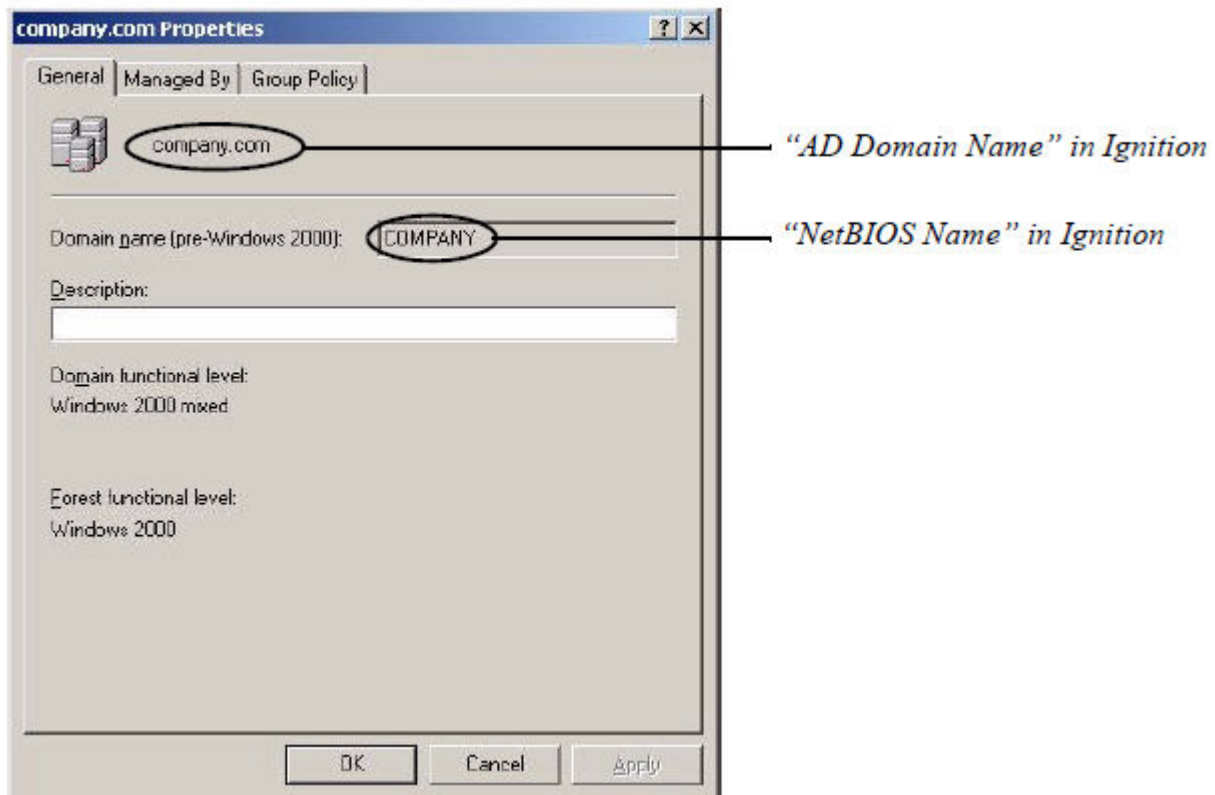 company.com Properties
General
Managed By
Group Policy
company.com
"AD Domain Name" in Ignition
Domain name (pre-Windows 2000):
COMPANY
"NetBIOS Name" in Ignition
Description:
Domain functional level:
Windows 2000 mixed
Forest functional level:
Windows 2000
OK
Cancel
Apply